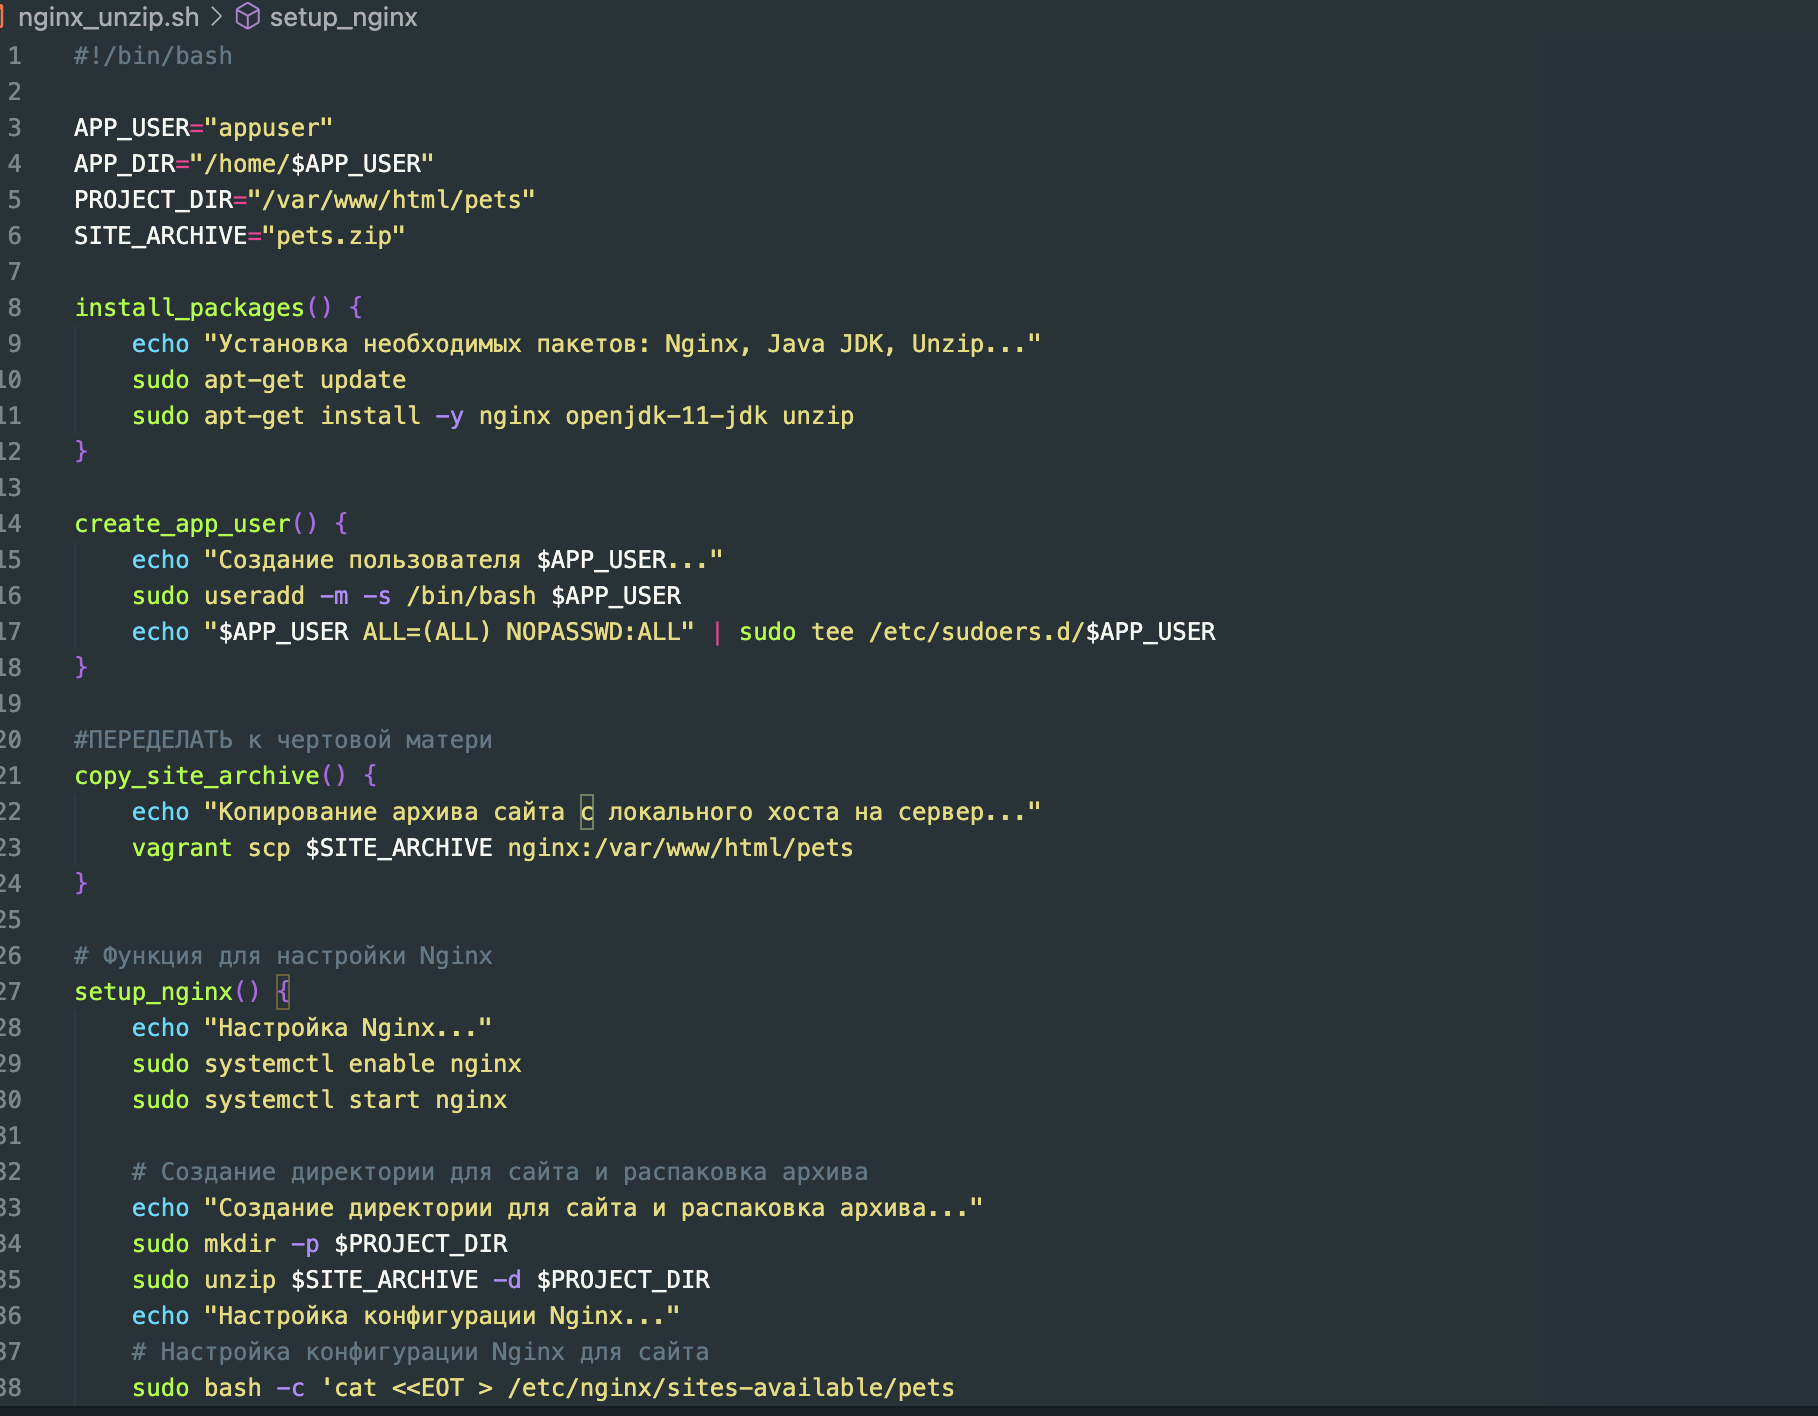 nginx_unzip.sh > setup_nginx
1 #!/bin/bash
2
3 APP_USER="appuser"
4 APP_DIR="/home/$APP_USER"
5 PROJECT_DIR="/var/www/html/pets"
6 SITE_ARCHIVE="pets.zip"
7
8 install_packages() {
9 echo "Установка необходимых пакетов: Nginx, Java JDK, Unzip..."
10 sudo apt-get update
11 sudo apt-get install -y nginx openjdk-11-jdk unzip
12 }
13
14 create_app_user() {
15 echo "Создание пользователя $APP_USER..."
16 sudo useradd -m -s /bin/bash $APP_USER
17 echo "$APP_USER ALL=(ALL) NOPASSWD:ALL" | sudo tee /etc/sudoers.d/$APP_USER
18 }
19
20 #ПЕРЕДЕЛАТЬ к чертовой матери
21 copy_site_archive() {
22 echo "Копирование архива сайта с локального хоста на сервер..."
23 vagrant scp $SITE_ARCHIVE nginx:/var/www/html/pets
24 }
25
26 # Функция для настройки Nginx
27 setup_nginx() {
28 echo "Настройка Nginx..."
29 sudo systemctl enable nginx
30 sudo systemctl start nginx
31
32 # Создание директории для сайта и распаковка архива
33 echo "Создание директории для сайта и распаковка архива..."
34 sudo mkdir -p $PROJECT_DIR
35 sudo unzip $SITE_ARCHIVE -d $PROJECT_DIR
36 echo "Настройка конфигурации Nginx..."
37 # Настройка конфигурации Nginx для сайта
38 sudo bash -c 'cat <<EOT > /etc/nginx/sites-available/pets